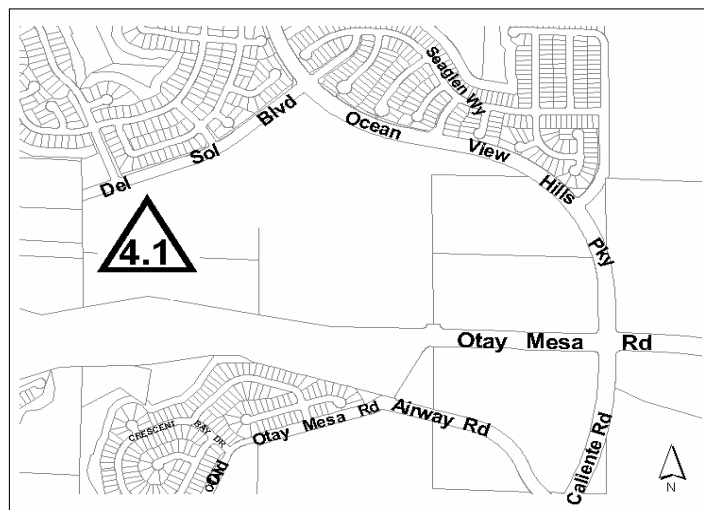 Seaglen Wy
Del Sol Blvd
Ocean View Hills Pky
4.1
Otay Mesa Rd
Old Otay Mesa Rd
Airway Rd
CRESCENT BAY DR
Caliente Rd
N